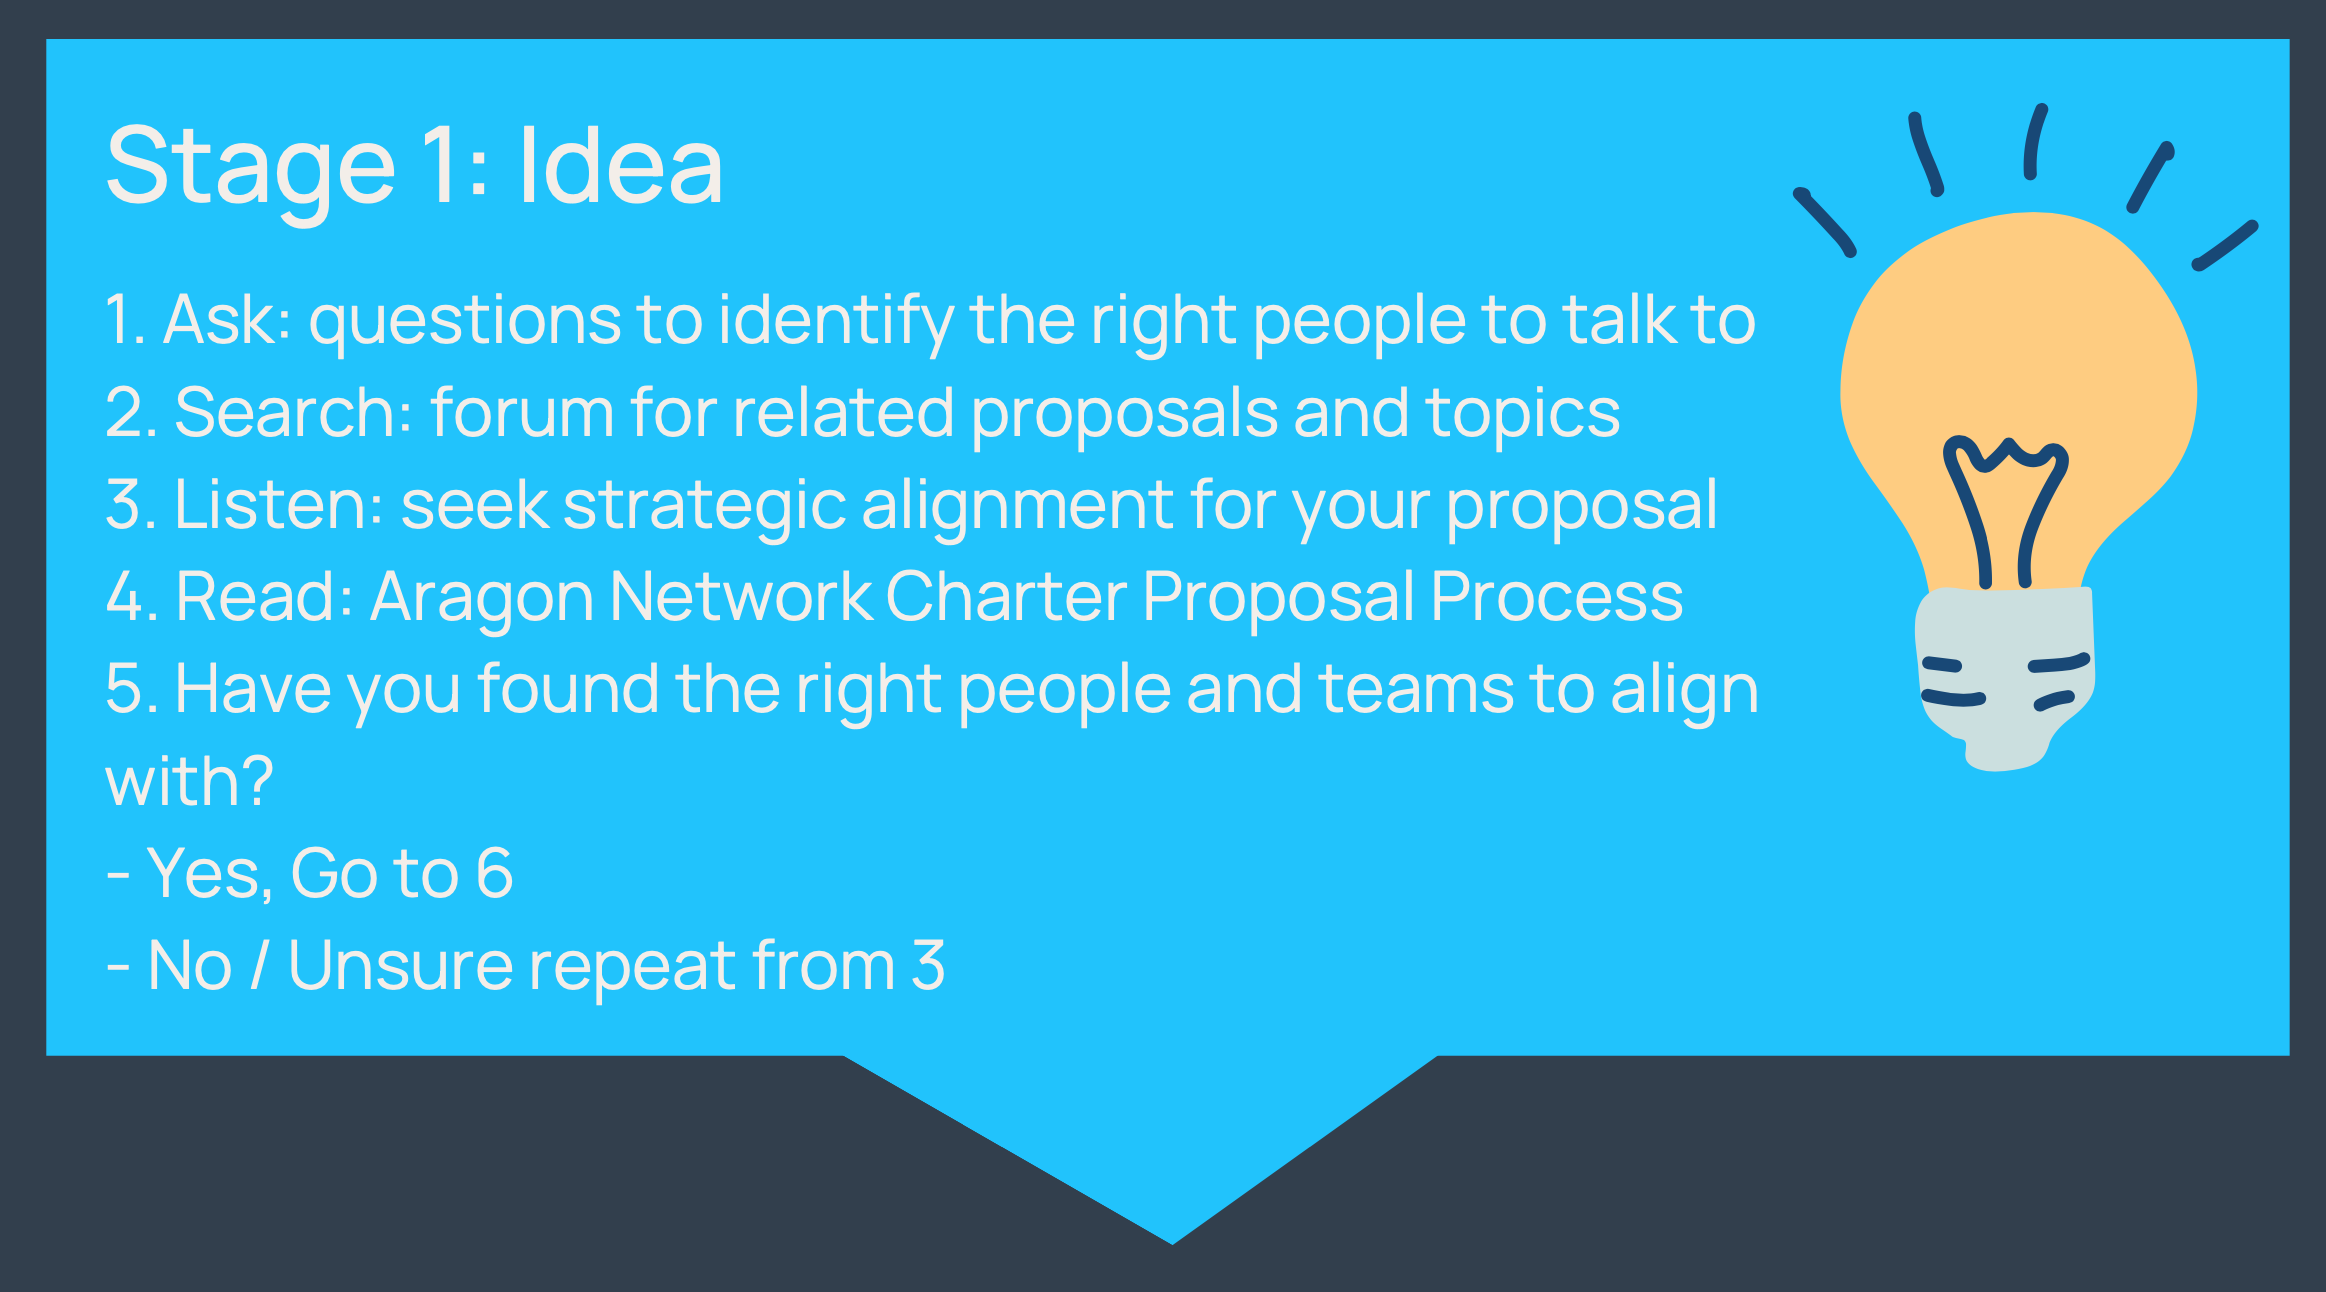 Stage 1: Idea
1. Ask: questions to identify the right people to talk to
2. Search: forum for related proposals and topics
3. Listen: seek strategic alignment for your proposal
4. Read: Aragon Network Charter Proposal Process
5. Have you found the right people and teams to align
with?
- Yes, Go to 6
- No / Unsure repeat from 3